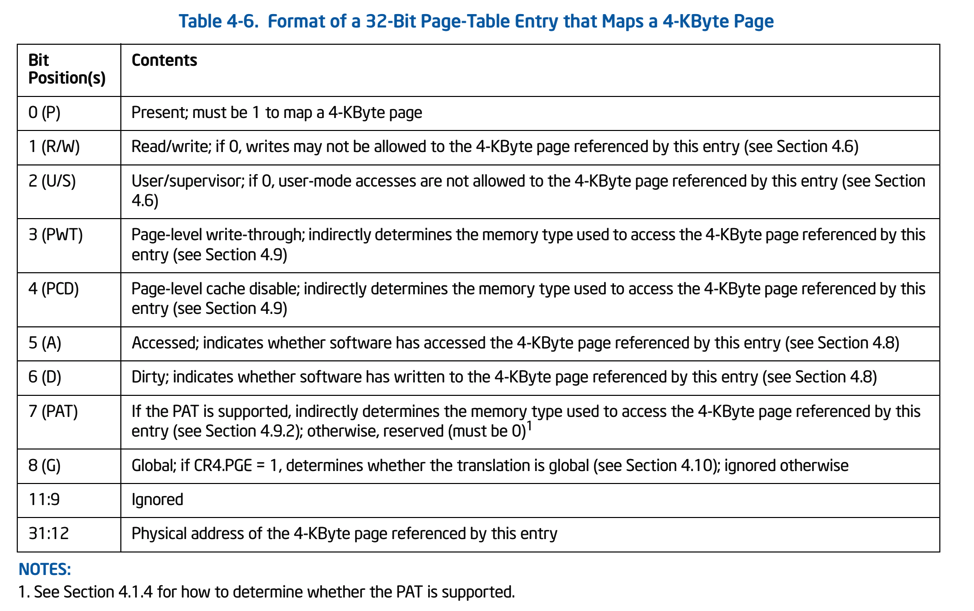 Table 4-6. Format of a 32-Bit Page-Table Entry that Maps a 4-KByte Page
Bit
Position(s)
Contents
0 (P)
Present; must be 1 to map a 4-KByte page
1 (R/W)
Read/write; if 0, writes may not be allowed to the 4-KByte page referenced by this entry (see Section 4.6)
2 (U/S)
User/supervisor; if 0, user-mode accesses are not allowed to the 4-KByte page referenced by this entry (see Section
4.6)
3 (PWT)
Page-level write-through; indirectly determines the memory type used to access the 4-KByte page referenced by this
entry (see Section 4.9)
4 (PCD)
Page-level cache disable; indirectly determines the memory type used to access the 4-KByte page referenced by this
entry (see Section 4.9)
5 (A)
Accessed; indicates whether software has accessed the 4-KByte page referenced by this entry (see Section 4.8)
6 (D)
Dirty; indicates whether software has written to the 4-KByte page referenced by this entry (see Section 4.8)
7 (PAT)
If the PAT is supported, indirectly determines the memory type used to access the 4-KByte page referenced by this
entry (see Section 4.9.2); otherwise, reserved (must be 0)1
8 (G)
Global; if CR4.PGE = 1, determines whether the translation is global (see Section 4.10); ignored otherwise
11:9
Ignored
31:12
Physical address of the 4-KByte page referenced by this entry
NOTES:
1. See Section 4.1.4 for how to determine whether the PAT is supported.